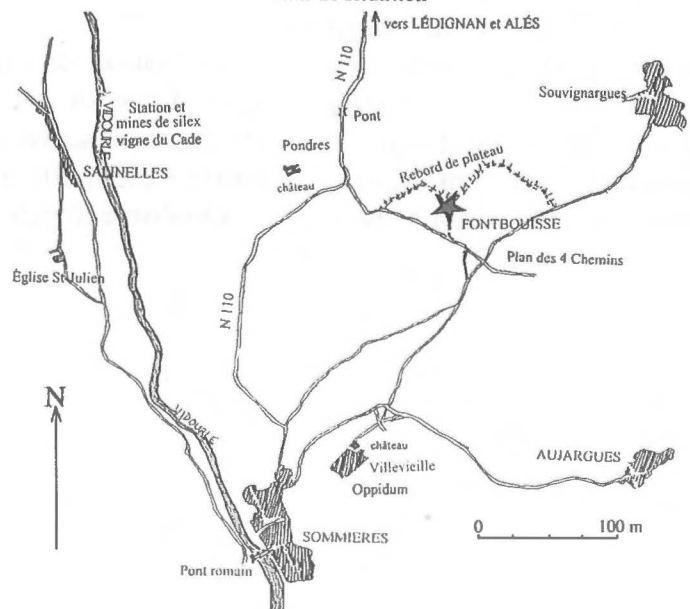 vers LÉDIGNAN et ALÉS
N 110
Souvignargues
Station et
mines de silex
vigne du Cade
VIDOURLE
Pont
Pondres
château
Rebord de plateau
SALINELLES
FONTBOUISSE
Plan des 4 Chemins
Église St Julien
N 110
N
VIDOURLE
château
Villevieille
Oppidum
AUJARGUES
SOMMIERES
0 100 m
Pont romain